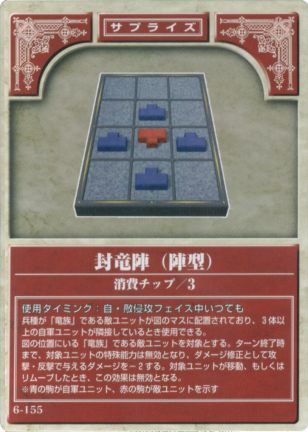 サプライズ
封竜陣（陣型）
消費チップ／3
使用タイミング：自・敵侵攻フェイス中いつでも
兵種が「竜族」である敵ユニットが図のマスに配置されており、3体以
上の自軍ユニットが隣接しているとき使用できる。
図の位置にいる「竜族」である敵ユニットを対象とする。ターン終了
時まで、対象ユニットの特殊能力は無効となり、ダメージ修正として攻
撃・反撃で与えるダメージを－2する。対象ユニットが移動、もしくは
リムーブしたとき、この効果は無効となる。
※青の駒が自軍ユニット、赤の駒が敵ユニットを示す
6-155